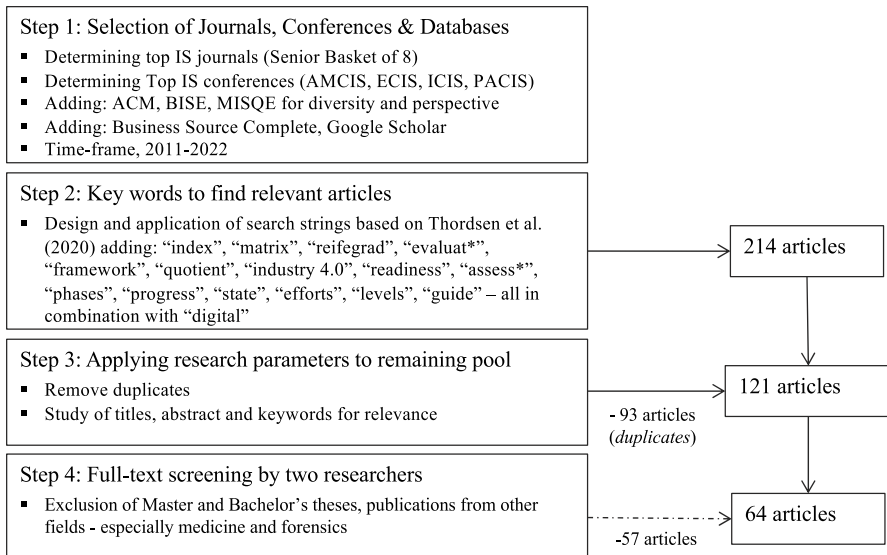 Step 1: Selection of Journals, Conferences & Databases
▪ Determining top IS journals (Senior Basket of 8)
▪ Determining Top IS conferences (AMCIS, ECIS, ICIS, PACIS)
▪ Adding: ACM, BISE, MISQE for diversity and perspective
▪ Adding: Business Source Complete, Google Scholar
▪ Time-frame, 2011-2022
Step 2: Key words to find relevant articles
▪ Design and application of search strings based on Thordsen et al.
(2020) adding: “index”, “matrix”, “reifegrad”, “evaluat*”,
“framework”, “quotient”, “industry 4.0”, “readiness”, “assess*”,
“phases”, “progress”, “state”, “efforts”, “levels”, “guide” – all in
combination with “digital”
214 articles
Step 3: Applying research parameters to remaining pool
▪ Remove duplicates
▪ Study of titles, abstract and keywords for relevance
- 93 articles
(duplicates)
121 articles
Step 4: Full-text screening by two researchers
▪ Exclusion of Master and Bachelor’s theses, publications from other
fields - especially medicine and forensics
-57 articles
64 articles